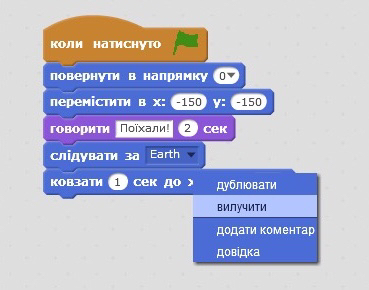 коли натиснуто
повернути в напрямку 0
перемістити в x: -150 y: -150
говорити Поїхали! 2 сек
слідувати за Earth
ковзати 1 сек до x
дублювати
вилучити
додати коментар
довідка